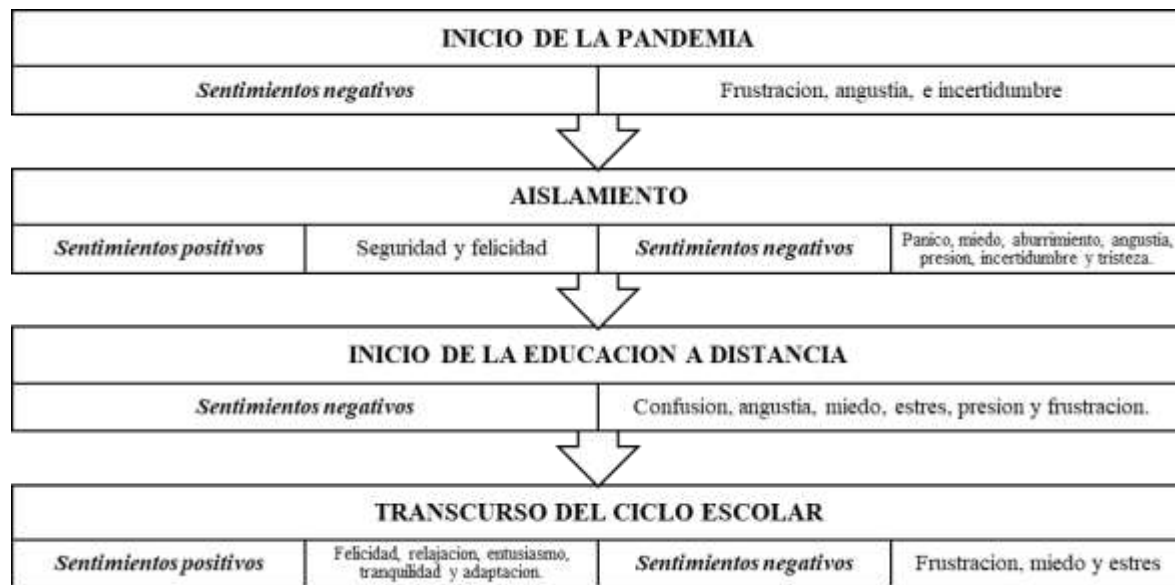 INICIO DE LA PANDEMIA
Sentimientos negativos
Frustracion, angustia, e incertidumbre
AISLAMIENTO
Sentimientos positivos
Seguridad y felicidad
Sentimientos negativos
Panico, miedo, aburrimiento, angustia,
presion, incertidumbre y tristeza.
INICIO DE LA EDUCACION A DISTANCIA
Sentimientos negativos
Confusion, angustia, miedo, estres, presion y frustracion.
TRANSCURSO DEL CICLO ESCOLAR
Sentimientos positivos
Felicidad, relajacion, entusiasmo,
tranquilidad y adaptacion.
Sentimientos negativos
Frustracion, miedo y estres